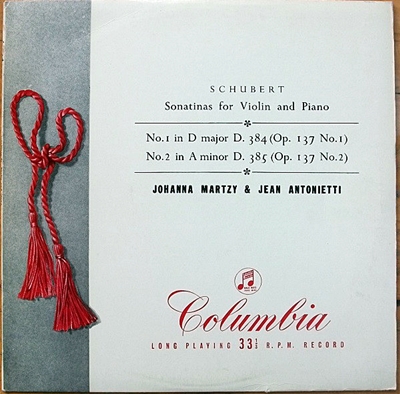 SCHUBERT
Sonatinas for Violin and Piano
No. 1 in D major D. 384 (Op. 137 No. 1)
No. 2 in A minor D. 385 (Op. 137 No. 2)
JOHANNA MARTZY & JEAN ANTONIETTI
Columbia
LONG PLAYING 33⅓ R.P.M. RECORD